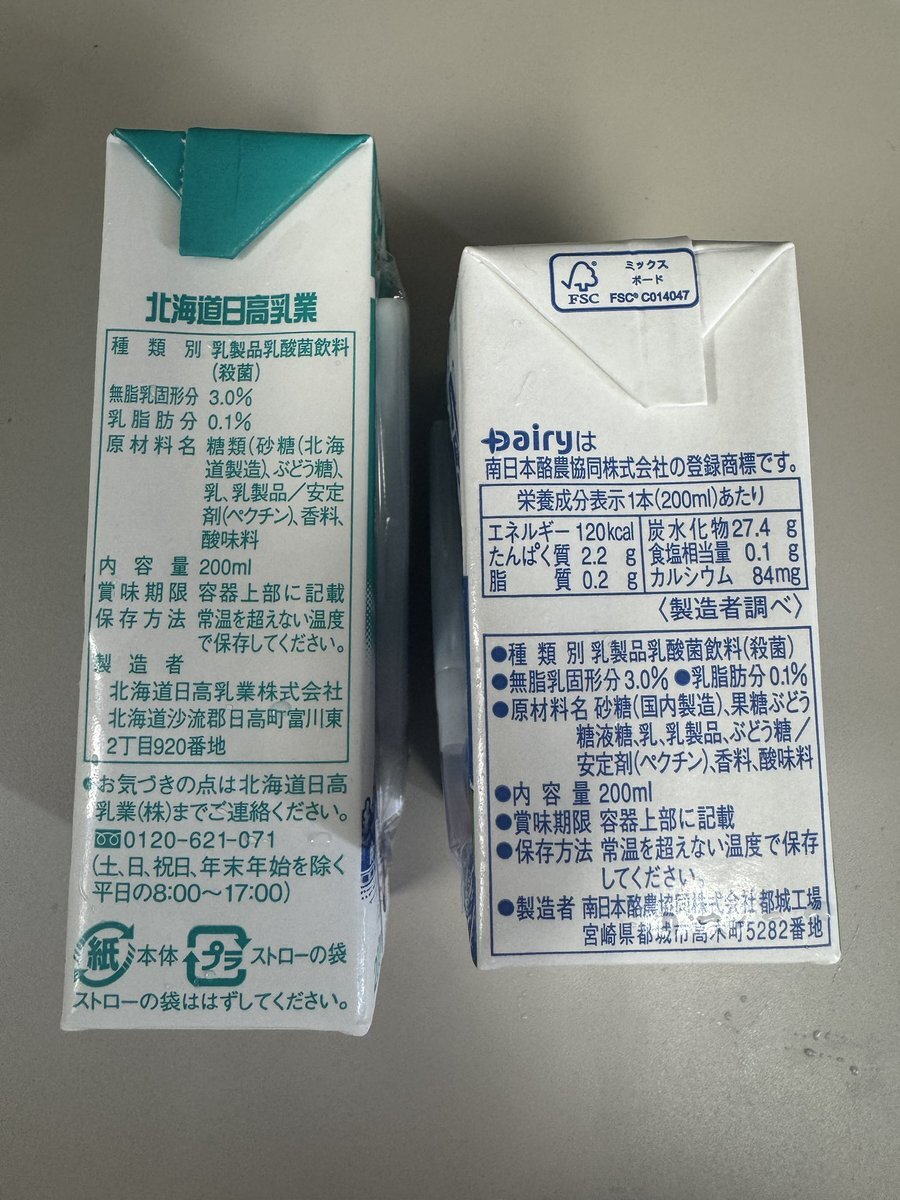 北海道日高乳業
種類別 乳製品乳酸菌飲料
(殺菌)
無脂乳固形分 3.0%
乳脂肪分 0.1%
原材料名 糖類(砂糖(北海
道製造)、ぶどう糖)、
乳、乳製品/安定
剤(ペクチン)、香料、
酸味料
内容量 200ml
賞味期限 容器上部に記載
保存方法 常温を超えない温度
で保存してください。
製造者
北海道日高乳業株式会社
北海道沙流郡日高町富川東
2丁目920番地
●お気づきの点は北海道日高
乳業(株)までご連絡ください。
0120-621-071
(土、日、祝日、年末年始を除く
平日の8:00〜17:00)
紙 本体 プラ ストローの袋
ストローの袋ははずしてください。
ミックス
ボード
FSC FSC® C014047
Dairyは
南日本酪農協同株式会社の登録商標です。
栄養成分表示1本(200ml)あたり
エネルギー 120kcal 炭水化物 27.4 g
たんぱく質 2.2 g 食塩相当量 0.1 g
脂質 0.2 g カルシウム 84mg
〈製造者調べ〉
●種類別 乳製品乳酸菌飲料(殺菌)
●無脂乳固形分3.0% ●乳脂肪分0.1%
●原材料名 砂糖(国内製造)、果糖ぶどう
糖液糖、乳、乳製品、ぶどう糖/
安定剤(ペクチン)、香料、酸味料
●内容量 200ml
●賞味期限 容器上部に記載
●保存方法 常温を超えない温度で保存
してください。
●製造者 南日本酪農協同株式会社都城工場
宮崎県都城市高木町5282番地